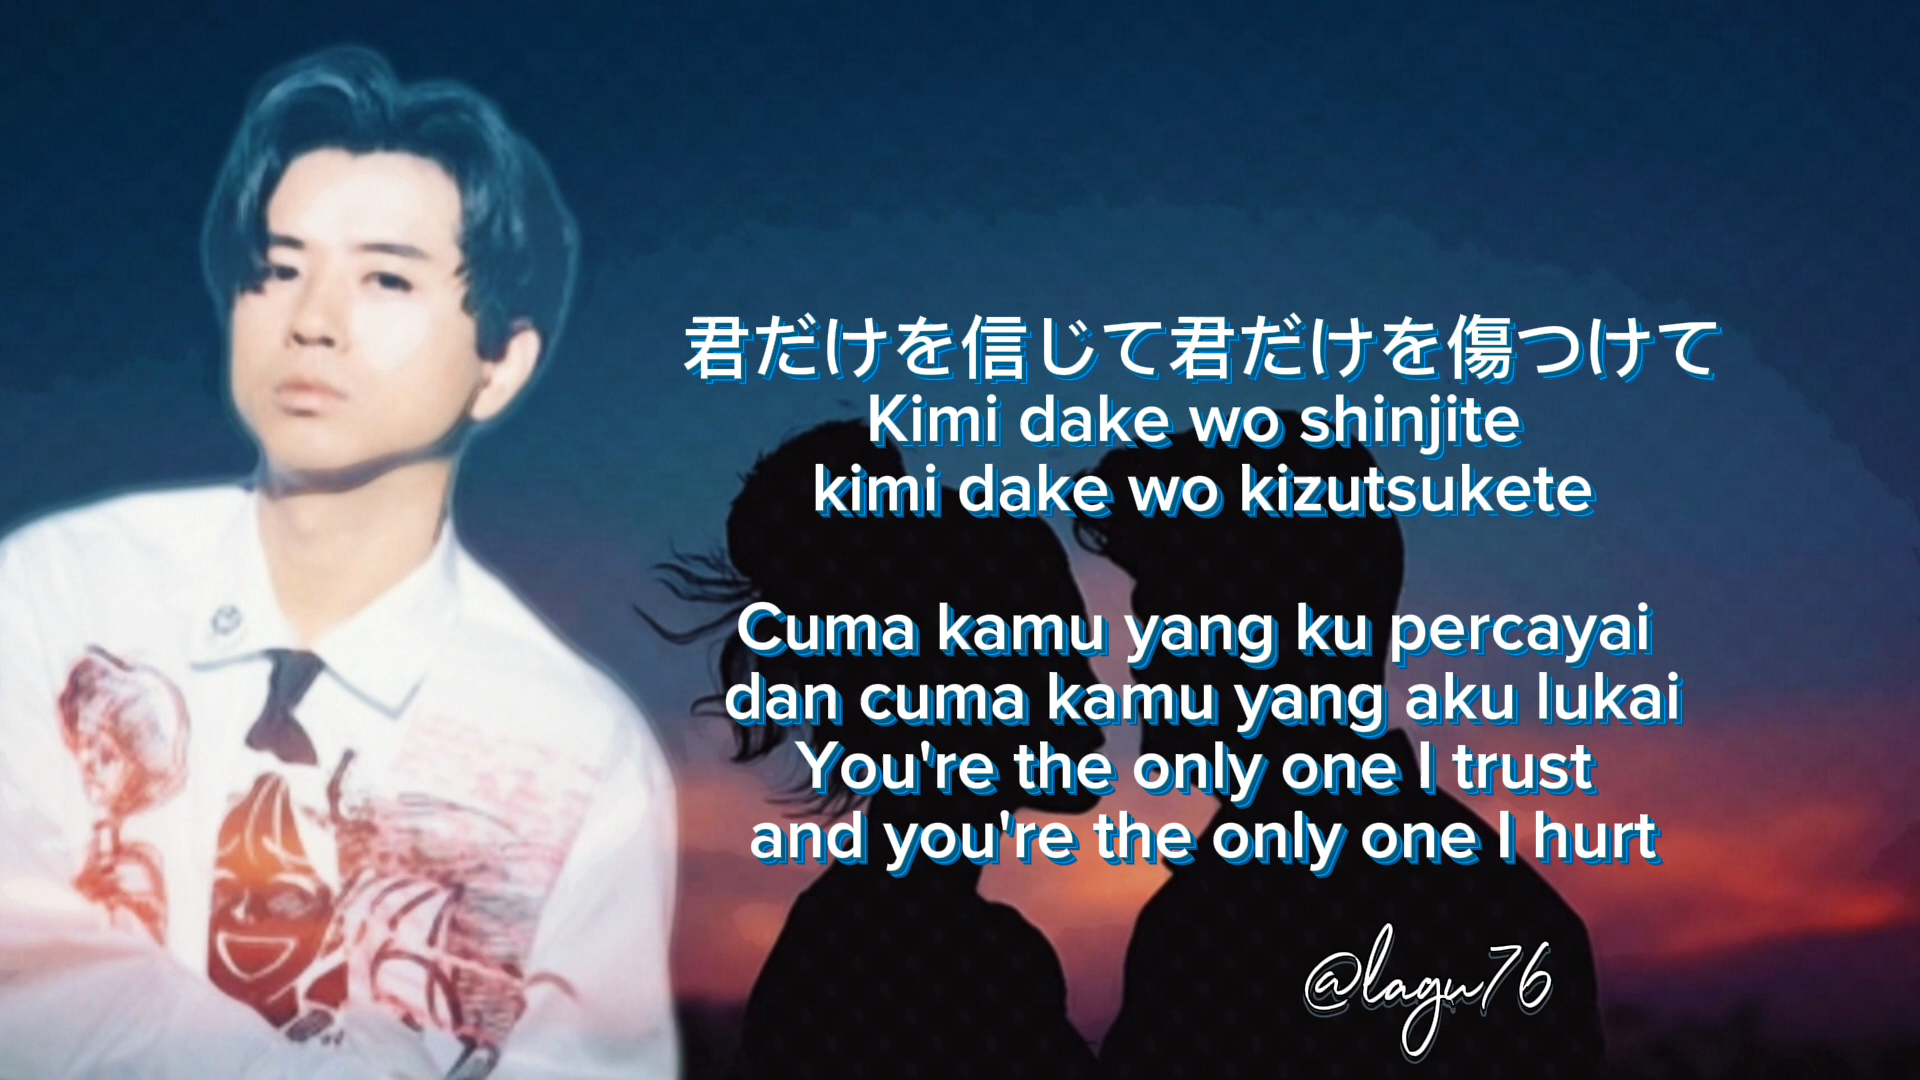 君だけを信じて君だけを傷つけて
Kimi dake wo shinjite
kimi dake wo kizutsukete
Cuma kamu yang ku percayai
dan cuma kamu yang aku lukai
You're the only one I trust
and you're the only one I hurt
@lagu76